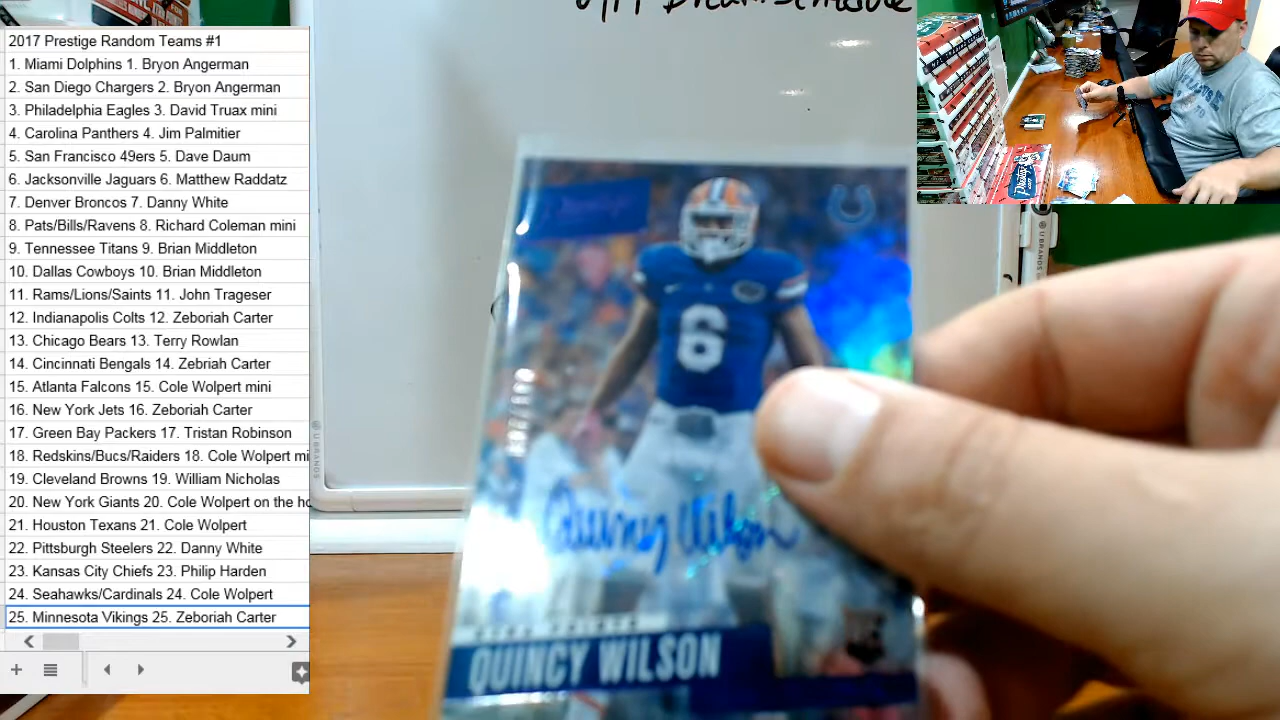 2017 Prestige Random Teams #1
1. Miami Dolphins 1. Bryon Angerman
2. San Diego Chargers 2. Bryon Angerman
3. Philadelphia Eagles 3. David Truax mini
4. Carolina Panthers 4. Jim Palmitier
5. San Francisco 49ers 5. Dave Daum
6. Jacksonville Jaguars 6. Matthew Raddatz
7. Denver Broncos 7. Danny White
8. Pats/Bills/Ravens 8. Richard Coleman mini
9. Tennessee Titans 9. Brian Middleton
10. Dallas Cowboys 10. Brian Middleton
11. Rams/Lions/Saints 11. John Trageser
12. Indianapolis Colts 12. Zeboriah Carter
13. Chicago Bears 13. Terry Rowlan
14. Cincinnati Bengals 14. Zebriah Carter
15. Atlanta Falcons 15. Cole Wolpert mini
16. New York Jets 16. Zeboriah Carter
17. Green Bay Packers 17. Tristan Robinson
18. Redskins/Bucs/Raiders 18. Cole Wolpert mi
19. Cleveland Browns 19. William Nicholas
20. New York Giants 20. Cole Wolpert on the ho
21. Houston Texans 21. Cole Wolpert
22. Pittsburgh Steelers 22. Danny White
23. Kansas City Chiefs 23. Philip Harden
24. Seahawks/Cardinals 24. Cole Wolpert
25. Minnesota Vikings 25. Zeboriah Carter
6
Quincy Wilson
QUINCY WILSON
U BRANDS
U BRANDS
Prestige